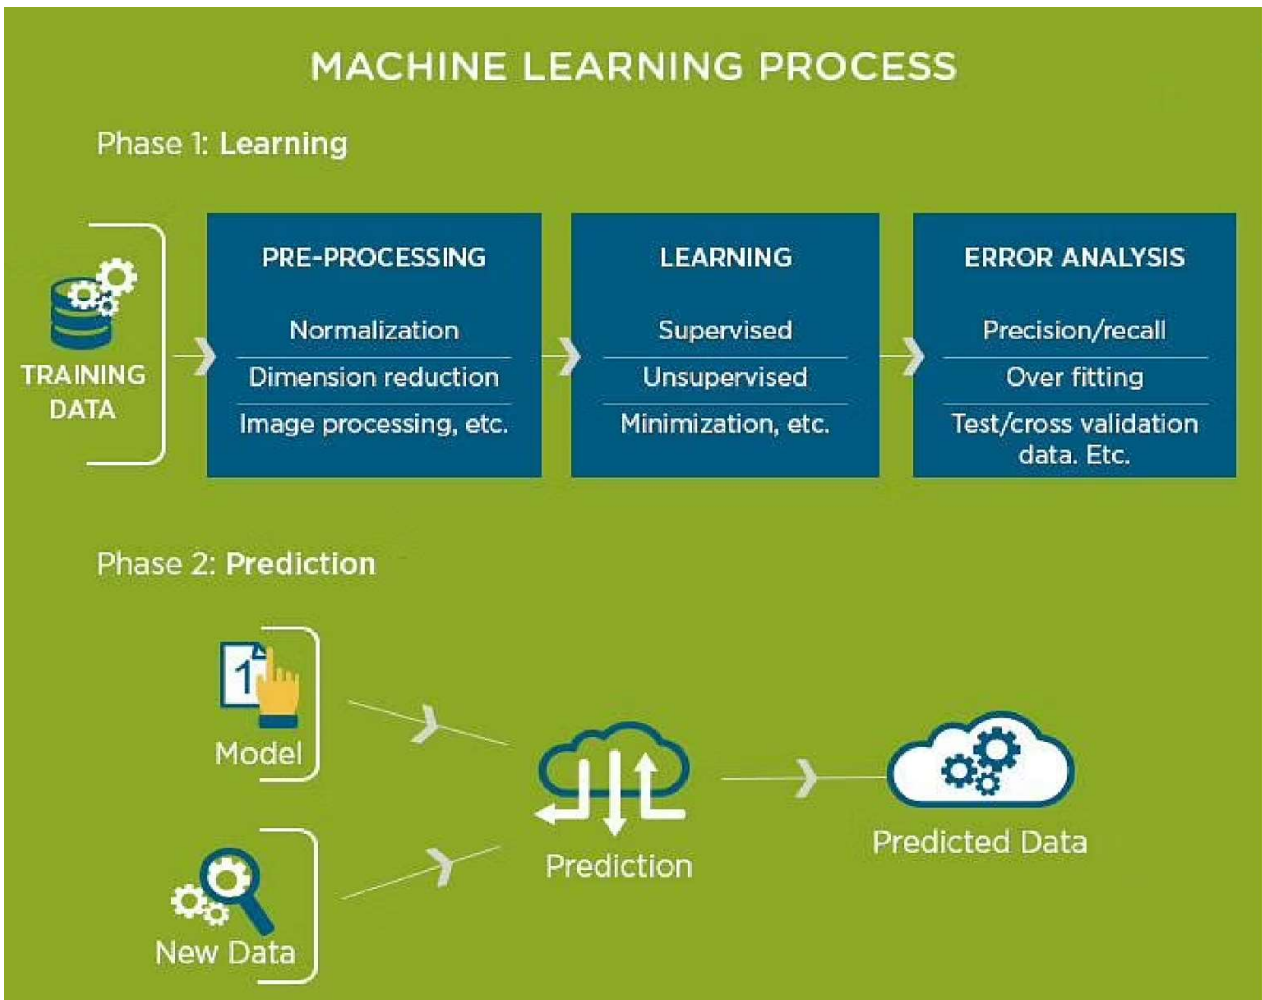 MACHINE LEARNING PROCESS
Phase 1: Learning
TRAINING
DATA
PRE-PROCESSING
Normalization
Dimension reduction
Image processing, etc.
LEARNING
Supervised
Unsupervised
Minimization, etc.
ERROR ANALYSIS
Precision/recall
Over fitting
Test/cross validation
data. Etc.
Phase 2: Prediction
1
Model
New Data
Prediction
Predicted Data